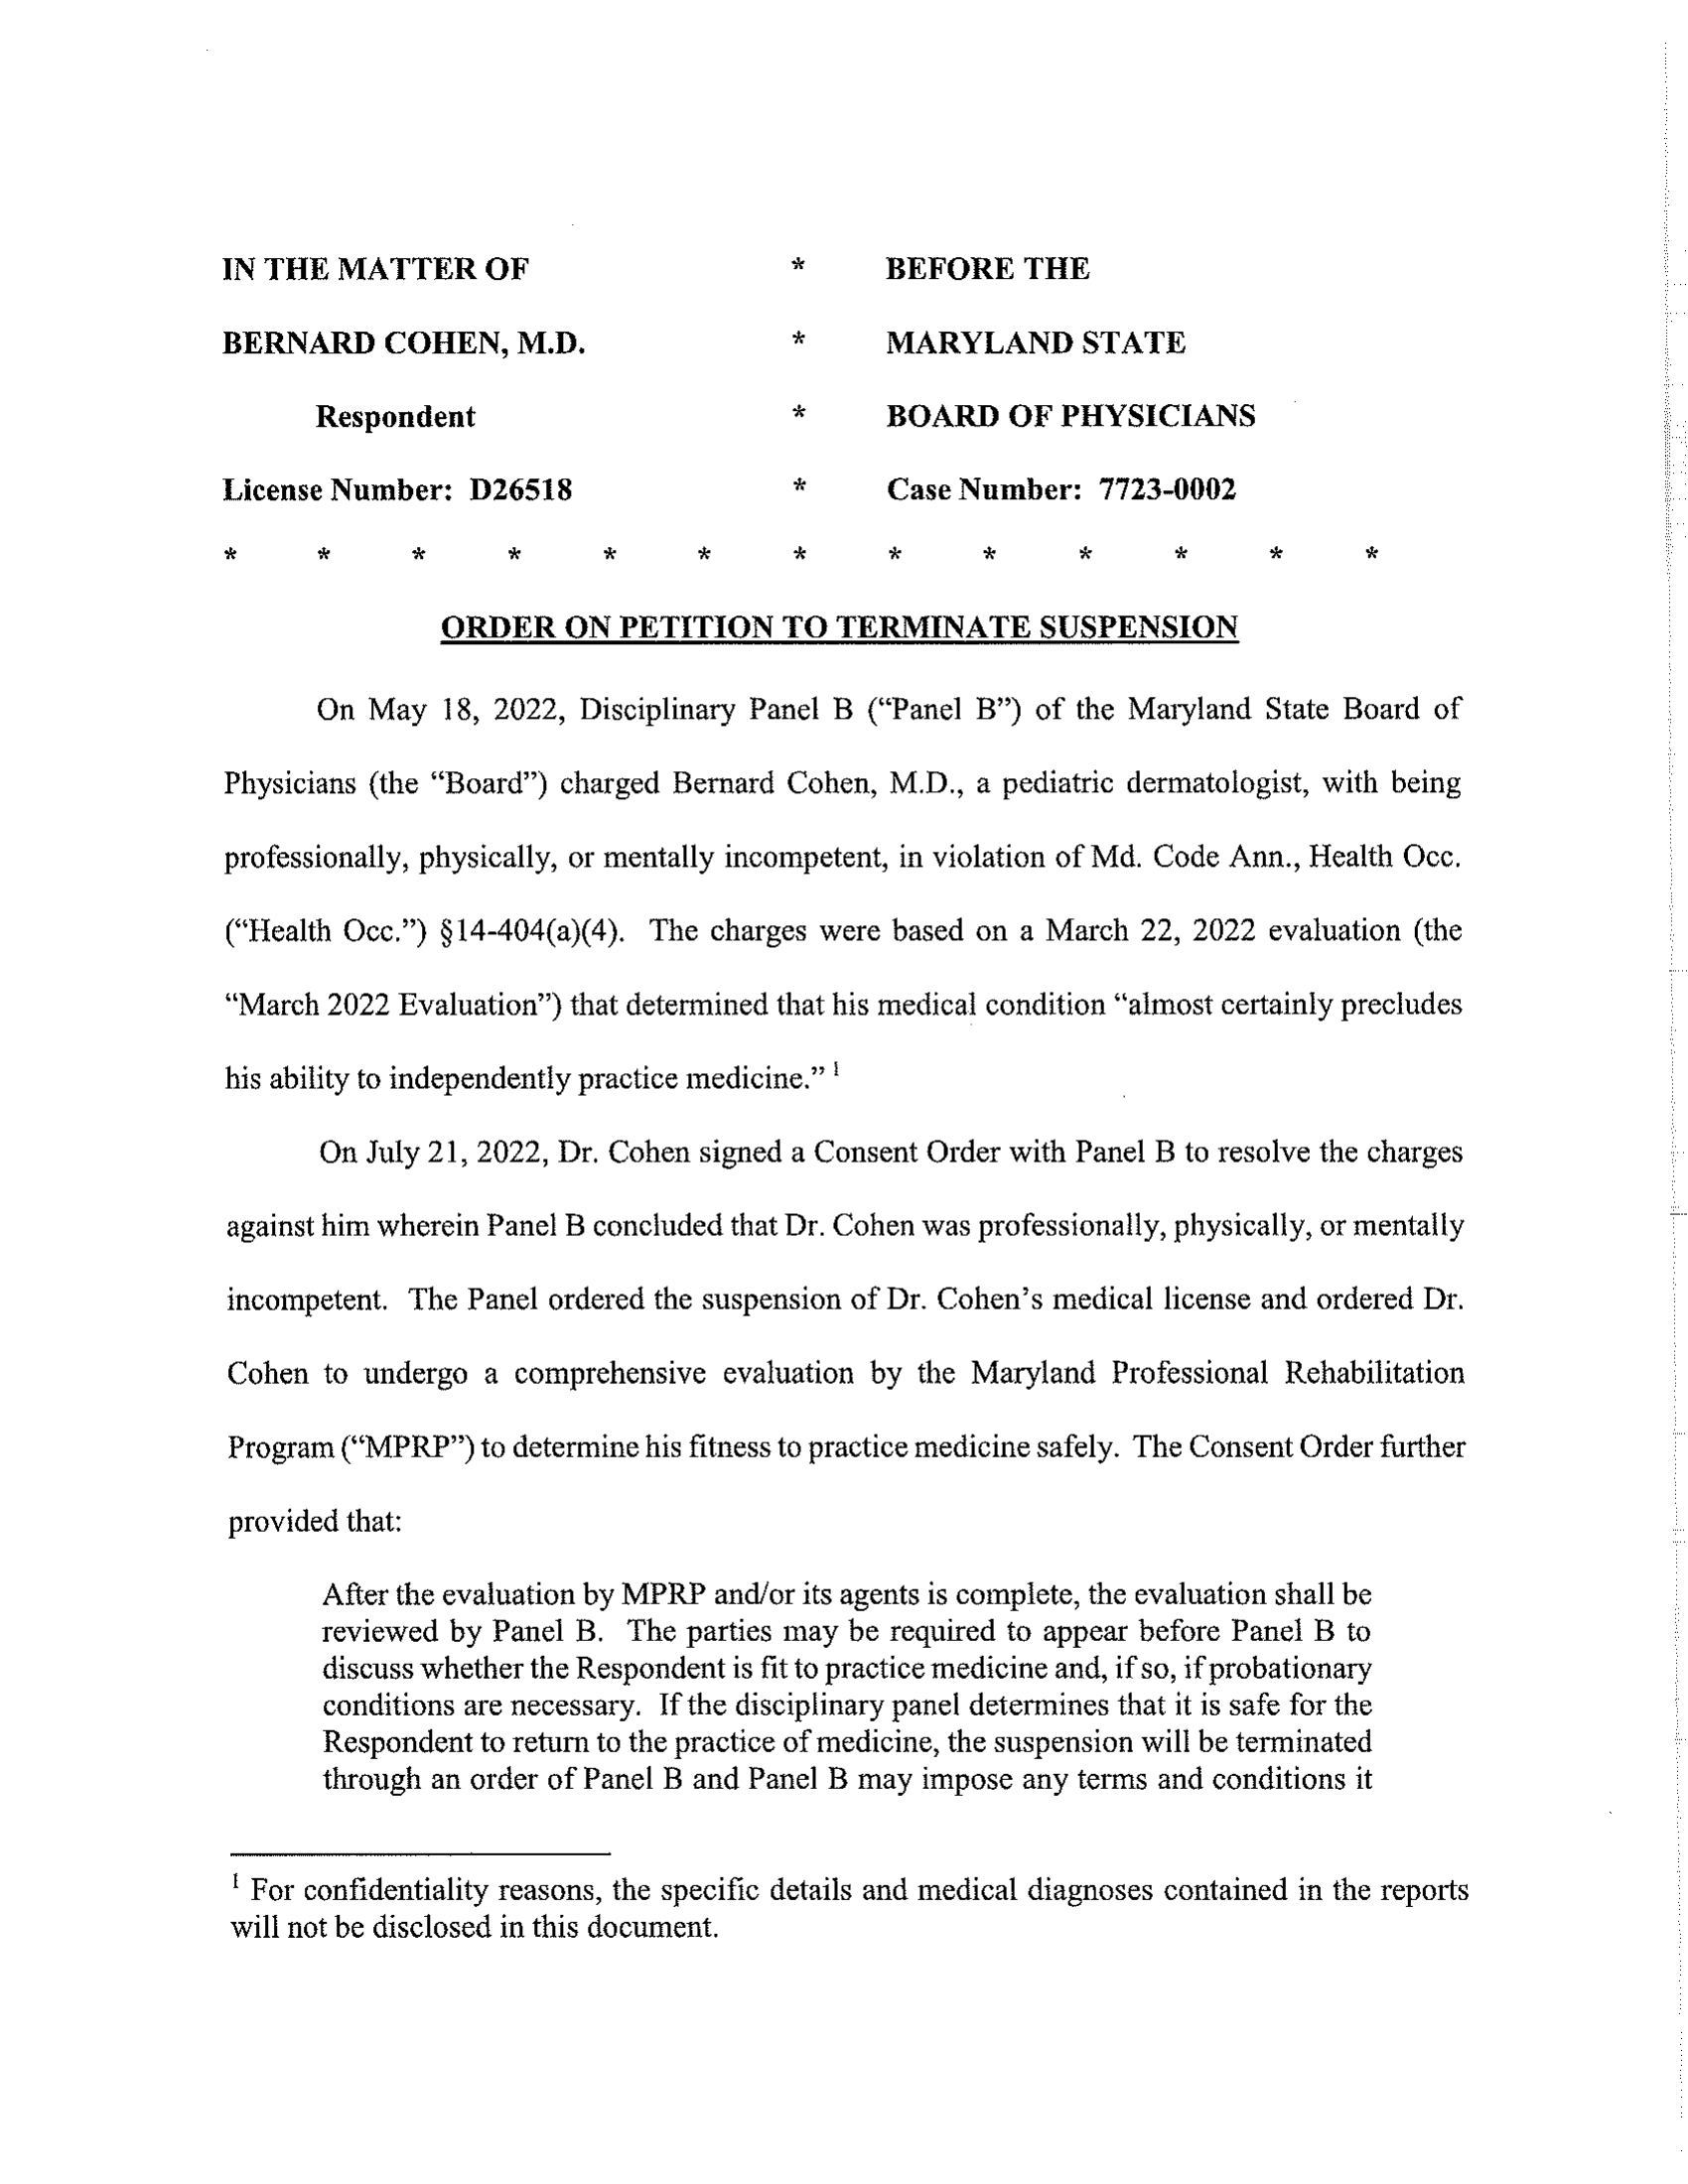 IN THE MATTER OF * BEFORE THE
BERNARD COHEN, M.D. * MARYLAND STATE
Respondent * BOARD OF PHYSICIANS
License Number: D26518 * Case Number: 7723-0002
* * * * * * * * * * * * *
ORDER ON PETITION TO TERMINATE SUSPENSION
On May 18, 2022, Disciplinary Panel B (“Panel B”) of the Maryland State Board of
Physicians (the “Board”) charged Bernard Cohen, M.D., a pediatric dermatologist, with being
professionally, physically, or mentally incompetent, in violation of Md. Code Ann., Health Occ.
(“Health Occ.”) §14-404(a)(4). The charges were based on a March 22, 2022 evaluation (the
“March 2022 Evaluation”) that determined that his medical condition “almost certainly precludes
his ability to independently practice medicine.” 1
On July 21, 2022, Dr. Cohen signed a Consent Order with Panel B to resolve the charges
against him wherein Panel B concluded that Dr. Cohen was professionally, physically, or mentally
incompetent. The Panel ordered the suspension of Dr. Cohen’s medical license and ordered Dr.
Cohen to undergo a comprehensive evaluation by the Maryland Professional Rehabilitation
Program (“MPRP”) to determine his fitness to practice medicine safely. The Consent Order further
provided that:
After the evaluation by MPRP and/or its agents is complete, the evaluation shall be
reviewed by Panel B. The parties may be required to appear before Panel B to
discuss whether the Respondent is fit to practice medicine and, if so, if probationary
conditions are necessary. If the disciplinary panel determines that it is safe for the
Respondent to return to the practice of medicine, the suspension will be terminated
through an order of Panel B and Panel B may impose any terms and conditions it
1 For confidentiality reasons, the specific details and medical diagnoses contained in the reports
will not be disclosed in this document.